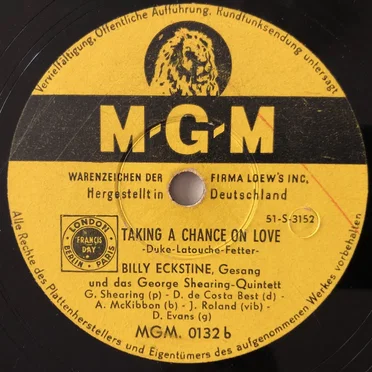 Vervielfältigung, Öffentliche Aufführung, Rundfunksendung untersagt
M-G-M
WARENZEICHEN DER FIRMA LOEW'S INC.
Hergestellt in Deutschland
51-S-3152
LONDON
FRANCIS
DAY
BERLIN · PARIS
TAKING A CHANCE ON LOVE
-Duke-Latouche-Fetter-
BILLY ECKSTINE, Gesang
und das George Shearing-Quintett
G. Shearing (p) - D. de Costa Best (d) -
A. McKibbon (b) - J. Roland (vib) -
D. Evans (g)
MGM. 0132 b
Alle Rechte des Plattenherstellers und Eigentümers des aufgenommenen Werkes vorbehalten